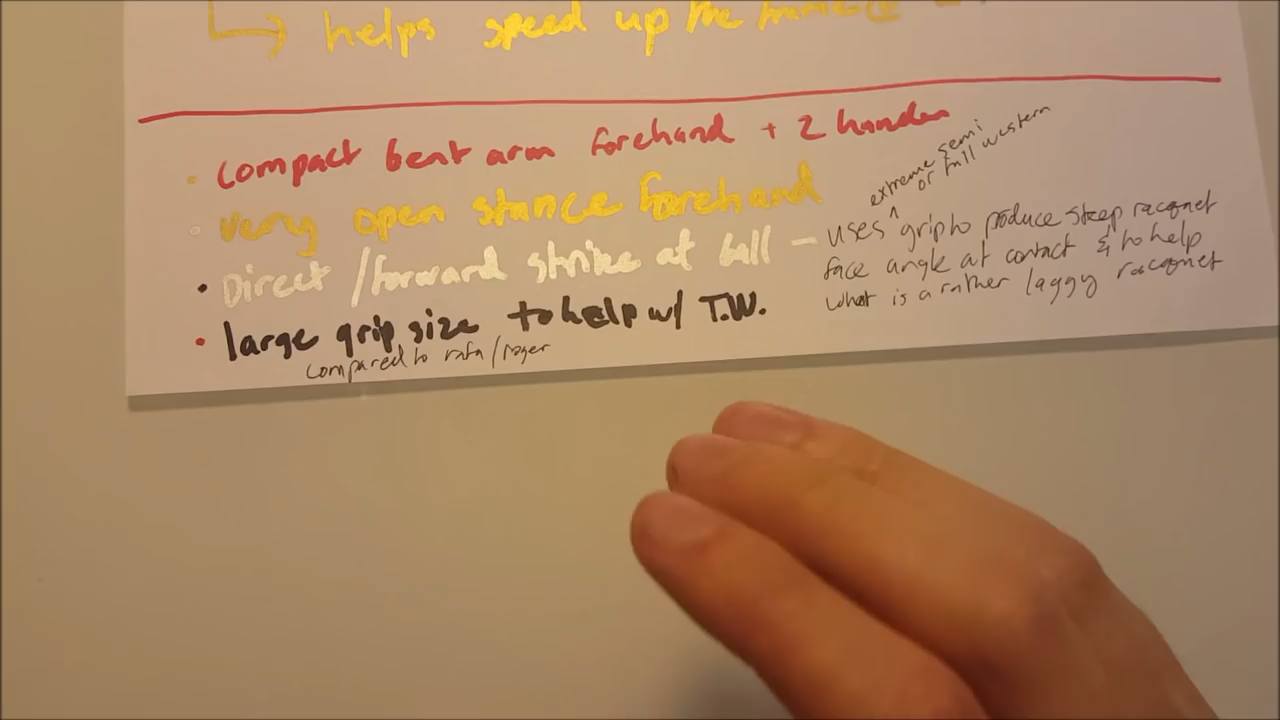 ↳ helps speed up the frame @
• compact bent arm forehand + 2 hander
• very open stance forehand
• Direct / forward strike at ball – uses ^ grip to produce steep racquet
extreme semi
or full western
face angle at contact & to help
what is a rather laggy racquet
• large grip size to help w/ T.W.
compared to rafa/roger